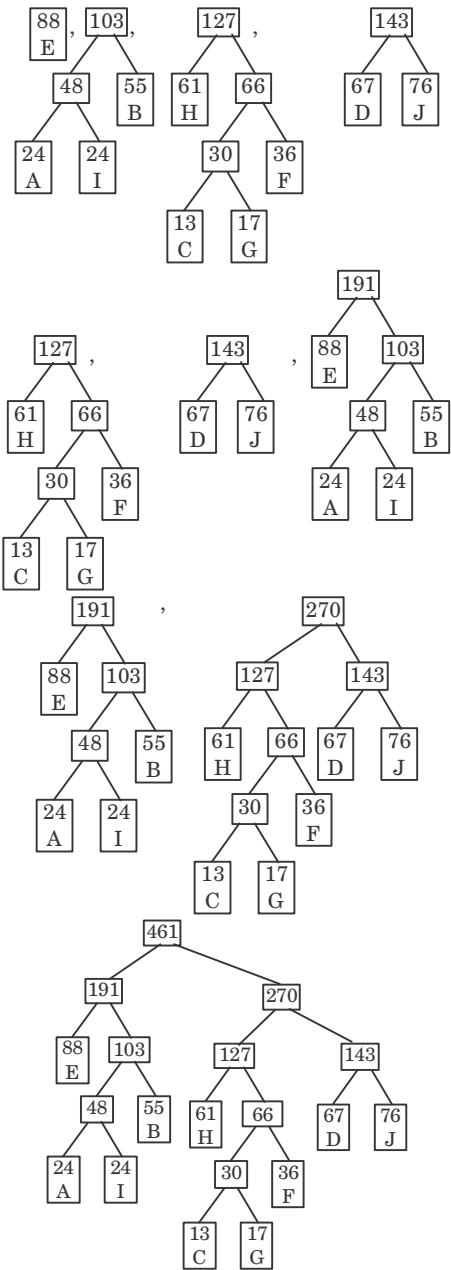 88 , 103 , 127 , 143
E
48 55 61 66 67 76
B H D J
24 24 30 36
A I F
13 17
C G
191
127 , 143 , 88 103
E
61 66 67 76 48 55
H D J B
30 36 24 24
F A I
13 17
C G
191 , 270
88 103 127 143
E
48 55 61 66 67 76
B H D J
24 24 30 36
A I F
13 17
C G
461
191 270
88 103 127 143
E
48 55 61 66 67 76
B H D J
24 24 30 36
A I F
13 17
C G